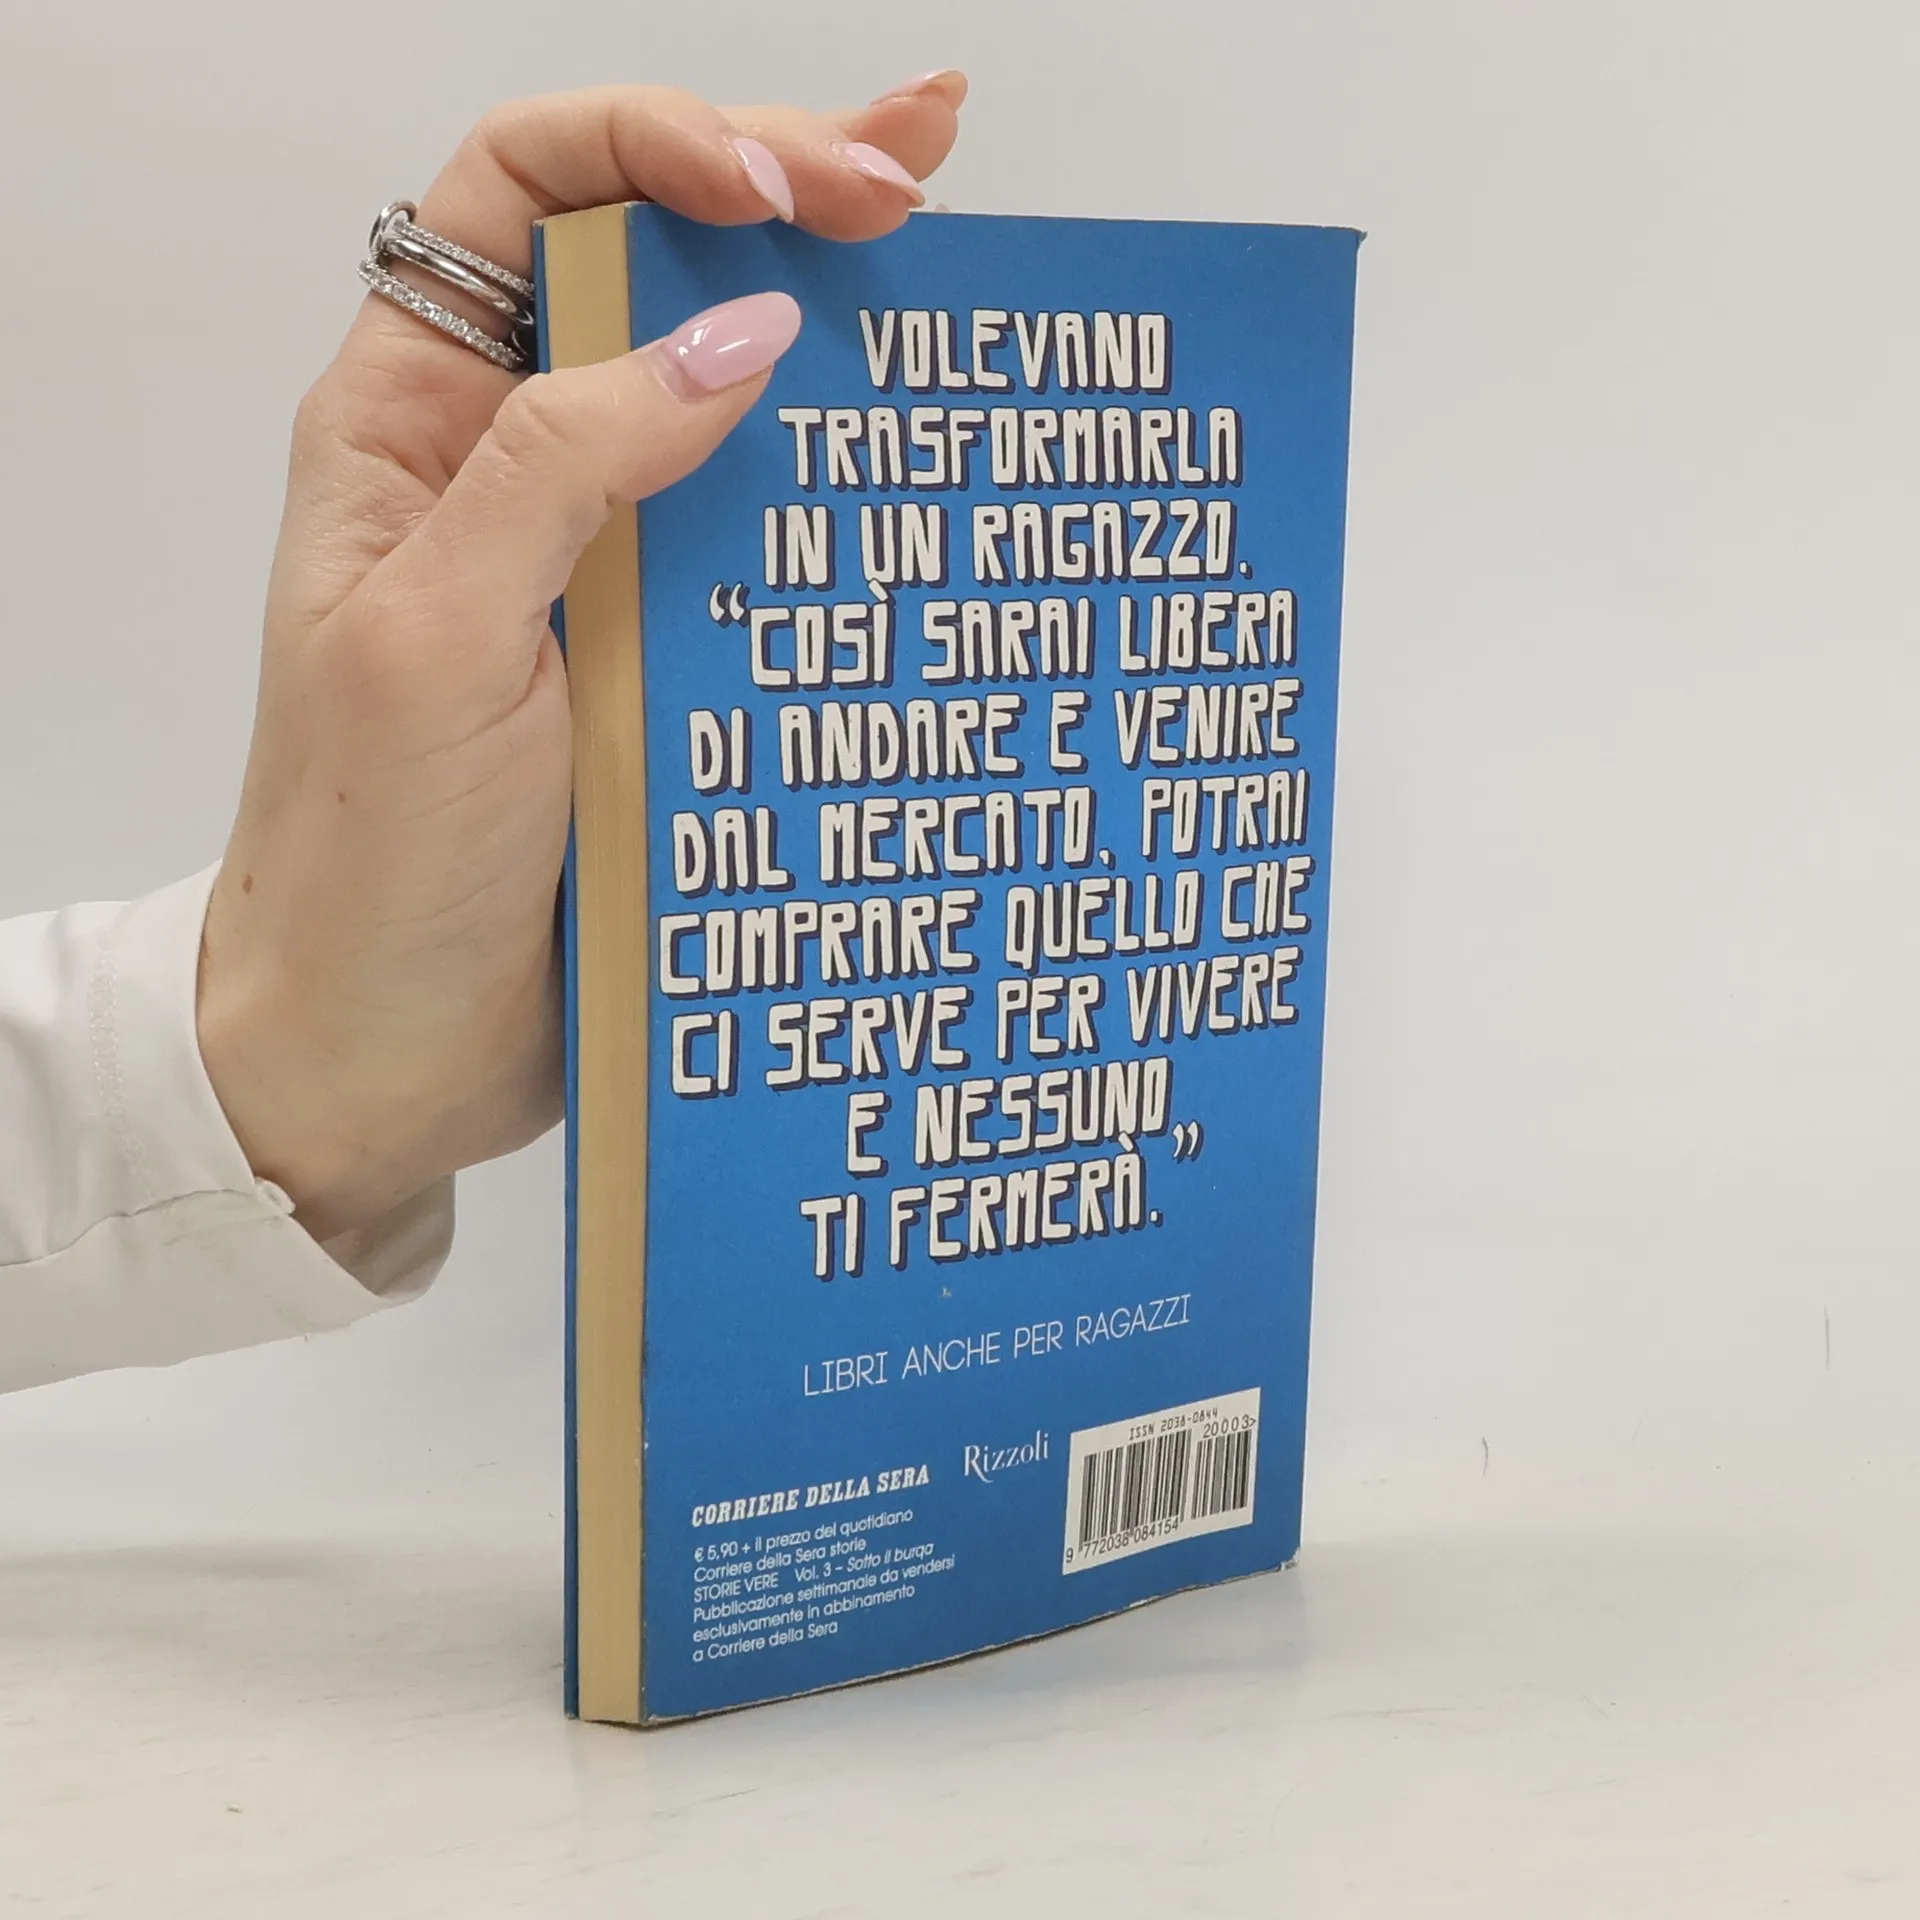 VOLEVANO
TRASFORMARLA
IN UN RAGAZZO.
“COSÌ SARAI LIBERA
DI ANDARE E VENIRE
DAL MERCATO, POTRAI
COMPRARE QUELLO CHE
CI SERVE PER VIVERE
E NESSUNO
TI FERMERÀ.”
LIBRI ANCHE PER RAGAZZI
CORRIERE DELLA SERA
Rizzoli
€ 5,90 + il prezzo del quotidiano
Corriere della Sera storie
STORIE VERE Vol. 3 – Sotto il burqa
Pubblicazione settimanale da vendersi
esclusivamente in abbinamento
a Corriere della Sera
ISSN 2038-0844
20003>
9 772038 084154